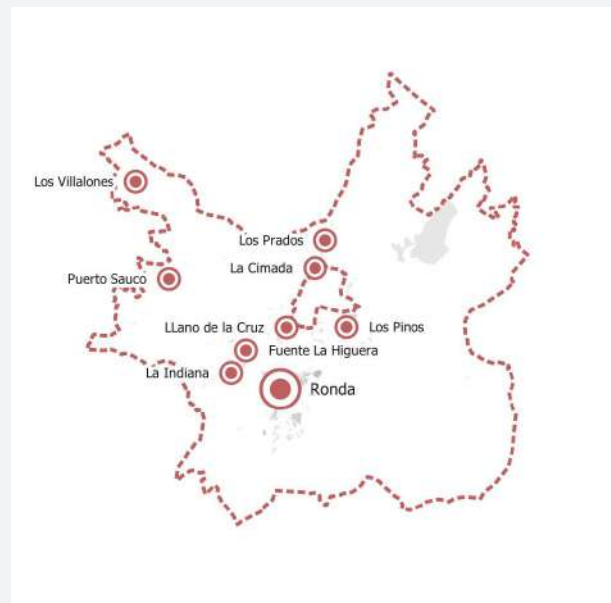 Los Villalones
Los Prados
La Cimada
Puerto Sauco
LLano de la Cruz
Los Pinos
Fuente La Higuera
La Indiana
Ronda